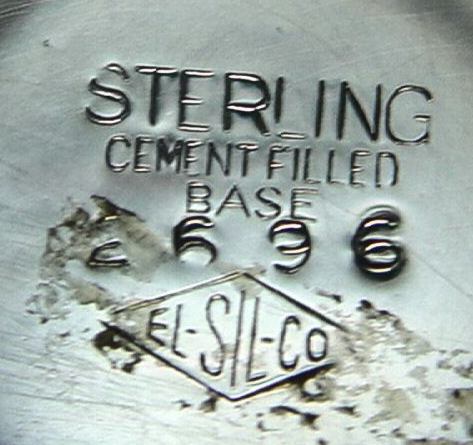 STERLING
CEMENT FILLED
BASE
696
EL-SIL-CO